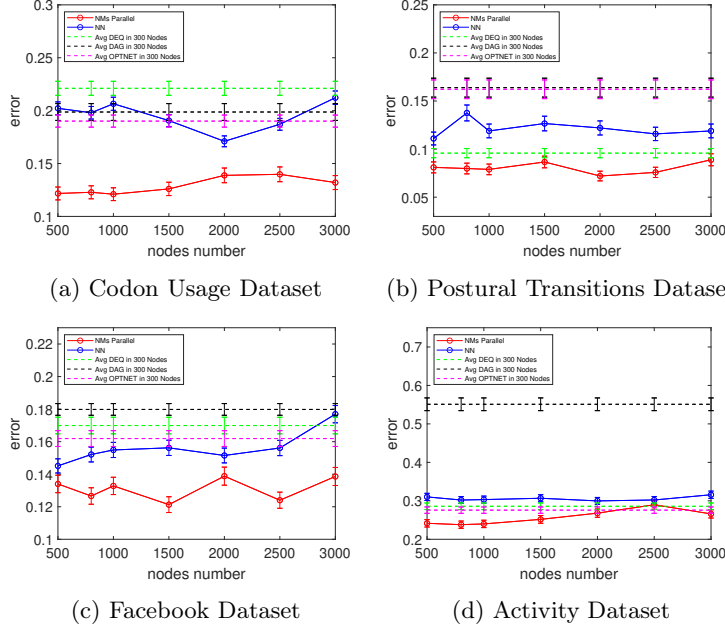 0.3
0.25
0.2
0.15
0.1
error
NMs Parallel
NN
Avg DEQ in 300 Nodes
Avg DAG in 300 Nodes
Avg OPTNET in 300 Nodes
500 1000 1500 2000 2500 3000
nodes number
(a) Codon Usage Dataset
0.25
0.2
0.15
0.1
0.05
error
NMs Parallel
NN
Avg DEQ in 300 Nodes
Avg DAG in 300 Nodes
Avg OPTNET in 300 Nodes
500 1000 1500 2000 2500 3000
nodes number
(b) Postural Transitions Dataset
0.22
0.2
0.18
0.16
0.14
0.12
0.1
error
NMs Parallel
NN
Avg DEQ in 300 Nodes
Avg DAG in 300 Nodes
Avg OPTNET in 300 Nodes
500 1000 1500 2000 2500 3000
nodes number
(c) Facebook Dataset
0.7
0.6
0.5
0.4
0.3
0.2
error
NMs Parallel
NN
Avg DEQ in 300 Nodes
Avg DAG in 300 Nodes
Avg OPTNET in 300 Nodes
500 1000 1500 2000 2500 3000
nodes number
(d) Activity Dataset